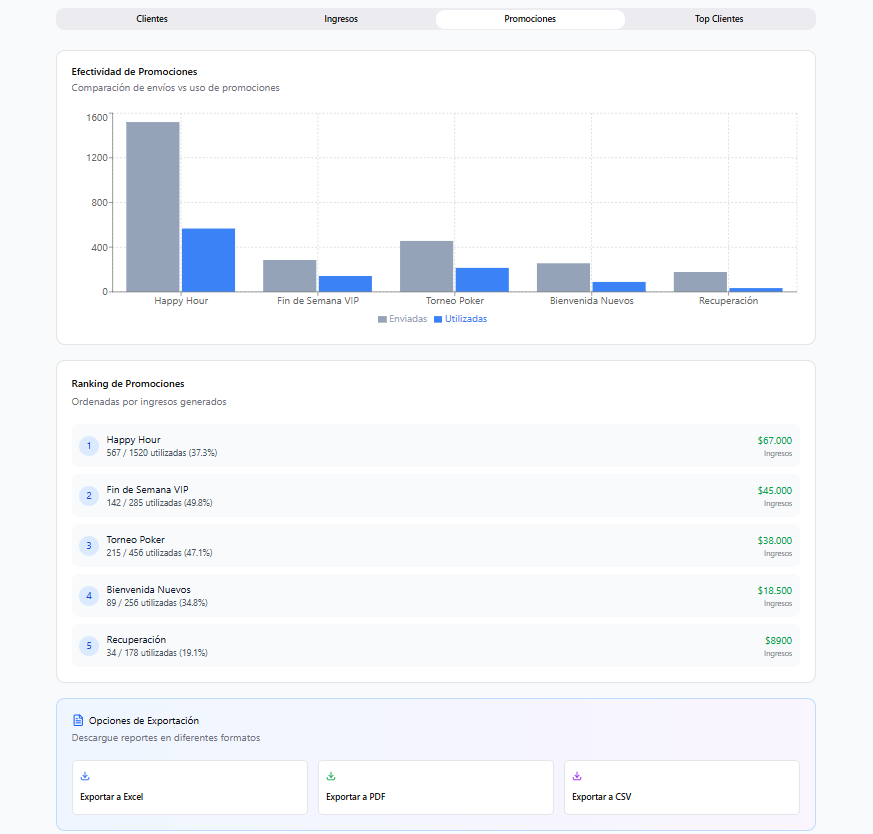 Clientes
Ingresos
Promociones
Top Clientes
Efectividad de Promociones
Comparación de envíos vs uso de promociones
1600
1200
800
400
0
Happy Hour
Fin de Semana VIP
Torneo Poker
Bienvenida Nuevos
Recuperación
Enviadas
Utilizadas
Ranking de Promociones
Ordenadas por ingresos generados
1
Happy Hour
567 / 1520 utilizadas (37.3%)
$67.000
Ingresos
2
Fin de Semana VIP
142 / 285 utilizadas (49.8%)
$45.000
Ingresos
3
Torneo Poker
215 / 456 utilizadas (47.1%)
$38.000
Ingresos
4
Bienvenida Nuevos
89 / 256 utilizadas (34.8%)
$18.500
Ingresos
5
Recuperación
34 / 178 utilizadas (19.1%)
$8900
Ingresos
Opciones de Exportación
Descargue reportes en diferentes formatos
Exportar a Excel
Exportar a PDF
Exportar a CSV